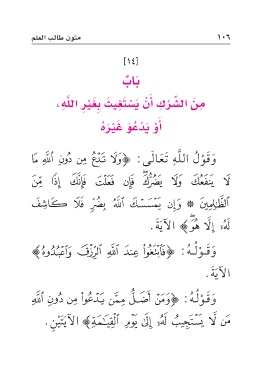 ١٠٦ متون طالب العلم
[١٤]
بَابٌ
مِنَ الشِّرْكِ أَنْ يَسْتَغِيثَ بِغَيْرِ اللَّهِ،
أَوْ يَدْعُوَ غَيْرَهُ
وَقَوْلُ اللَّهِ تَعَالَى: ﴿وَلَا تَدْعُ مِن دُونِ ٱللَّهِ مَا
لَا يَنفَعُكَ وَلَا يَضُرُّكَۖ فَإِن فَعَلْتَ فَإِنَّكَ إِذًا مِّنَ
ٱلظَّٰلِمِينَ * وَإِن يَمْسَسْكَ ٱللَّهُ بِضُرٍّ فَلَا كَاشِفَ
لَهُۥٓ إِلَّا هُوَۖ﴾ الآيَةَ.
وَقَوْلُهُ: ﴿فَٱبْتَغُوا۟ عِندَ ٱللَّهِ ٱلرِّزْقَ وَٱعْبُدُوهُ﴾
الآيَةَ.
وَقَوْلُهُ: ﴿وَمَنْ أَضَلُّ مِمَّن يَدْعُوا۟ مِن دُونِ ٱللَّهِ
مَن لَّا يَسْتَجِيبُ لَهُۥٓ إِلَىٰ يَوْمِ ٱلْقِيَٰمَةِ﴾ الآيَتَيْنِ.